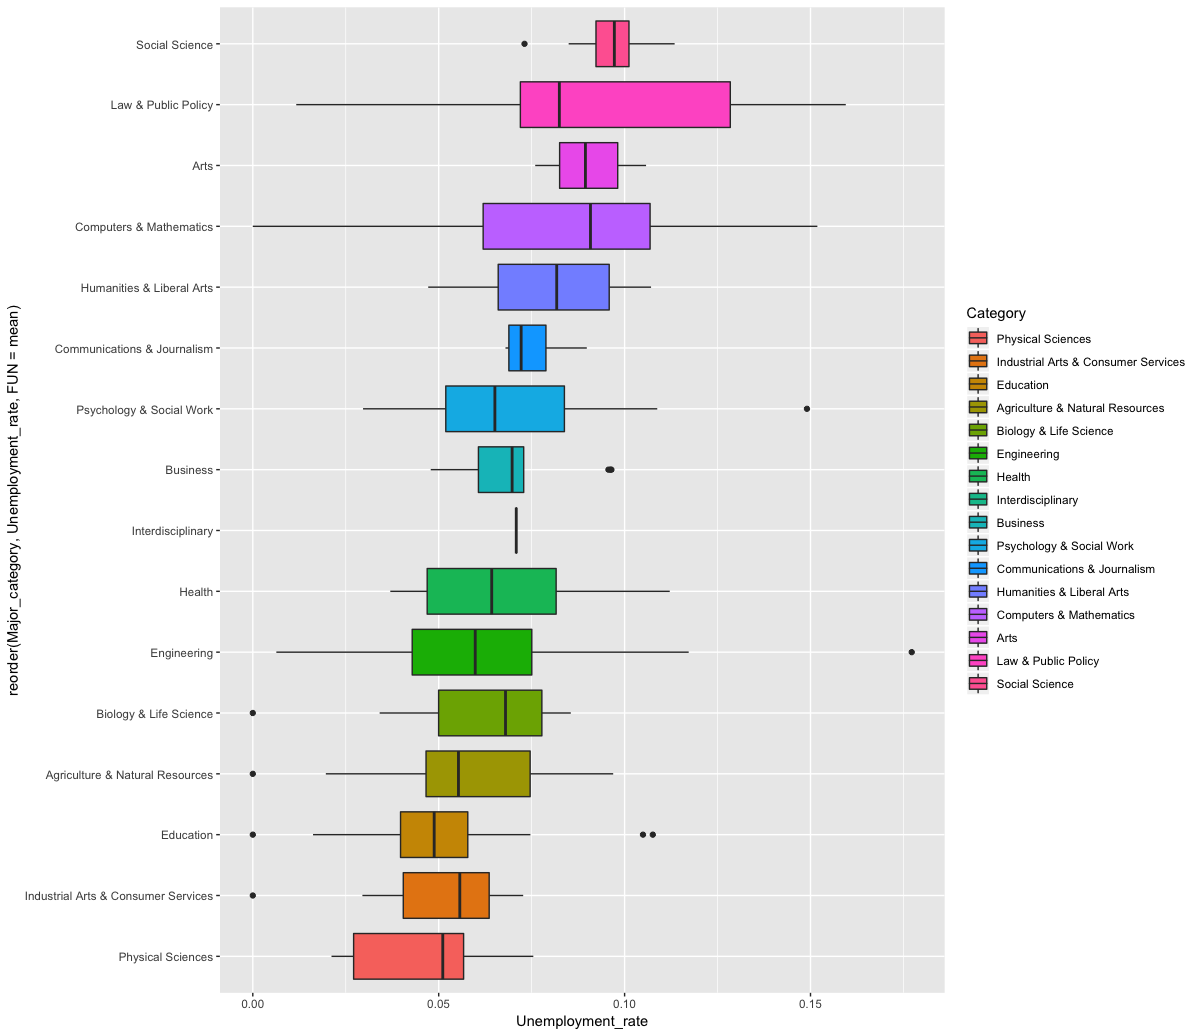 reorder(Major_category, Unemployment_rate, FUN = mean)
Social Science
Law & Public Policy
Arts
Computers & Mathematics
Humanities & Liberal Arts
Communications & Journalism
Psychology & Social Work
Business
Interdisciplinary
Health
Engineering
Biology & Life Science
Agriculture & Natural Resources
Education
Industrial Arts & Consumer Services
Physical Sciences
0.00
0.05
0.10
0.15
Unemployment_rate
Category
Physical Sciences
Industrial Arts & Consumer Services
Education
Agriculture & Natural Resources
Biology & Life Science
Engineering
Health
Interdisciplinary
Business
Psychology & Social Work
Communications & Journalism
Humanities & Liberal Arts
Computers & Mathematics
Arts
Law & Public Policy
Social Science